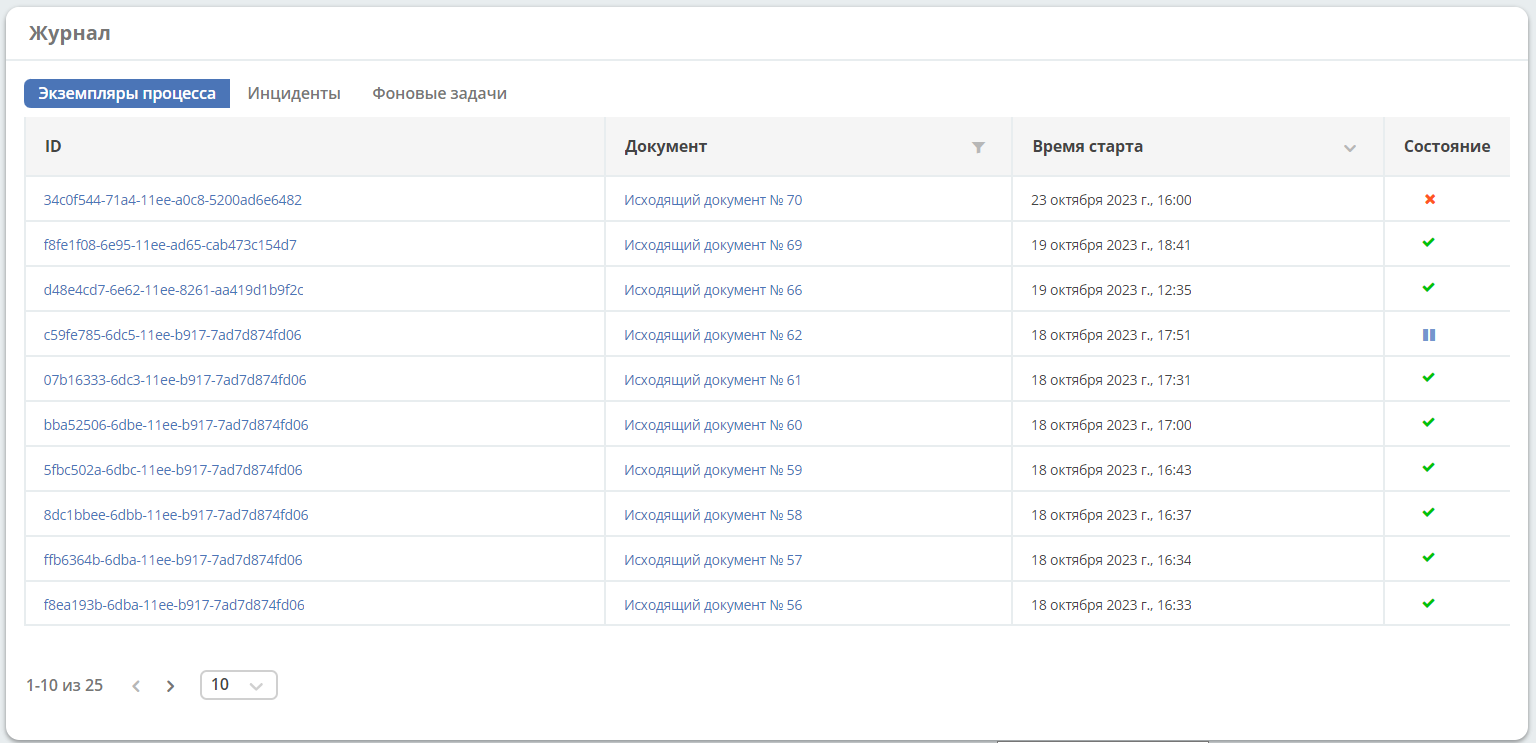 Журнал
Экземпляры процесса Инциденты Фоновые задачи
ID Документ Время старта Состояние
34c0f544-71a4-11ee-a0c8-5200ad6e6482 Исходящий документ № 70 23 октября 2023 г., 16:00
f8fe1f08-6e95-11ee-ad65-cab473c154d7 Исходящий документ № 69 19 октября 2023 г., 18:41
d48e4cd7-6e62-11ee-8261-aa419d1b9f2c Исходящий документ № 66 19 октября 2023 г., 12:35
c59fe785-6dc5-11ee-b917-7ad7d874fd06 Исходящий документ № 62 18 октября 2023 г., 17:51
07b16333-6dc3-11ee-b917-7ad7d874fd06 Исходящий документ № 61 18 октября 2023 г., 17:31
bba52506-6dbe-11ee-b917-7ad7d874fd06 Исходящий документ № 60 18 октября 2023 г., 17:00
5fbc502a-6dbc-11ee-b917-7ad7d874fd06 Исходящий документ № 59 18 октября 2023 г., 16:43
8dc1bbee-6dbb-11ee-b917-7ad7d874fd06 Исходящий документ № 58 18 октября 2023 г., 16:37
ffb6364b-6dba-11ee-b917-7ad7d874fd06 Исходящий документ № 57 18 октября 2023 г., 16:34
f8ea193b-6dba-11ee-b917-7ad7d874fd06 Исходящий документ № 56 18 октября 2023 г., 16:33
1-10 из 25 10